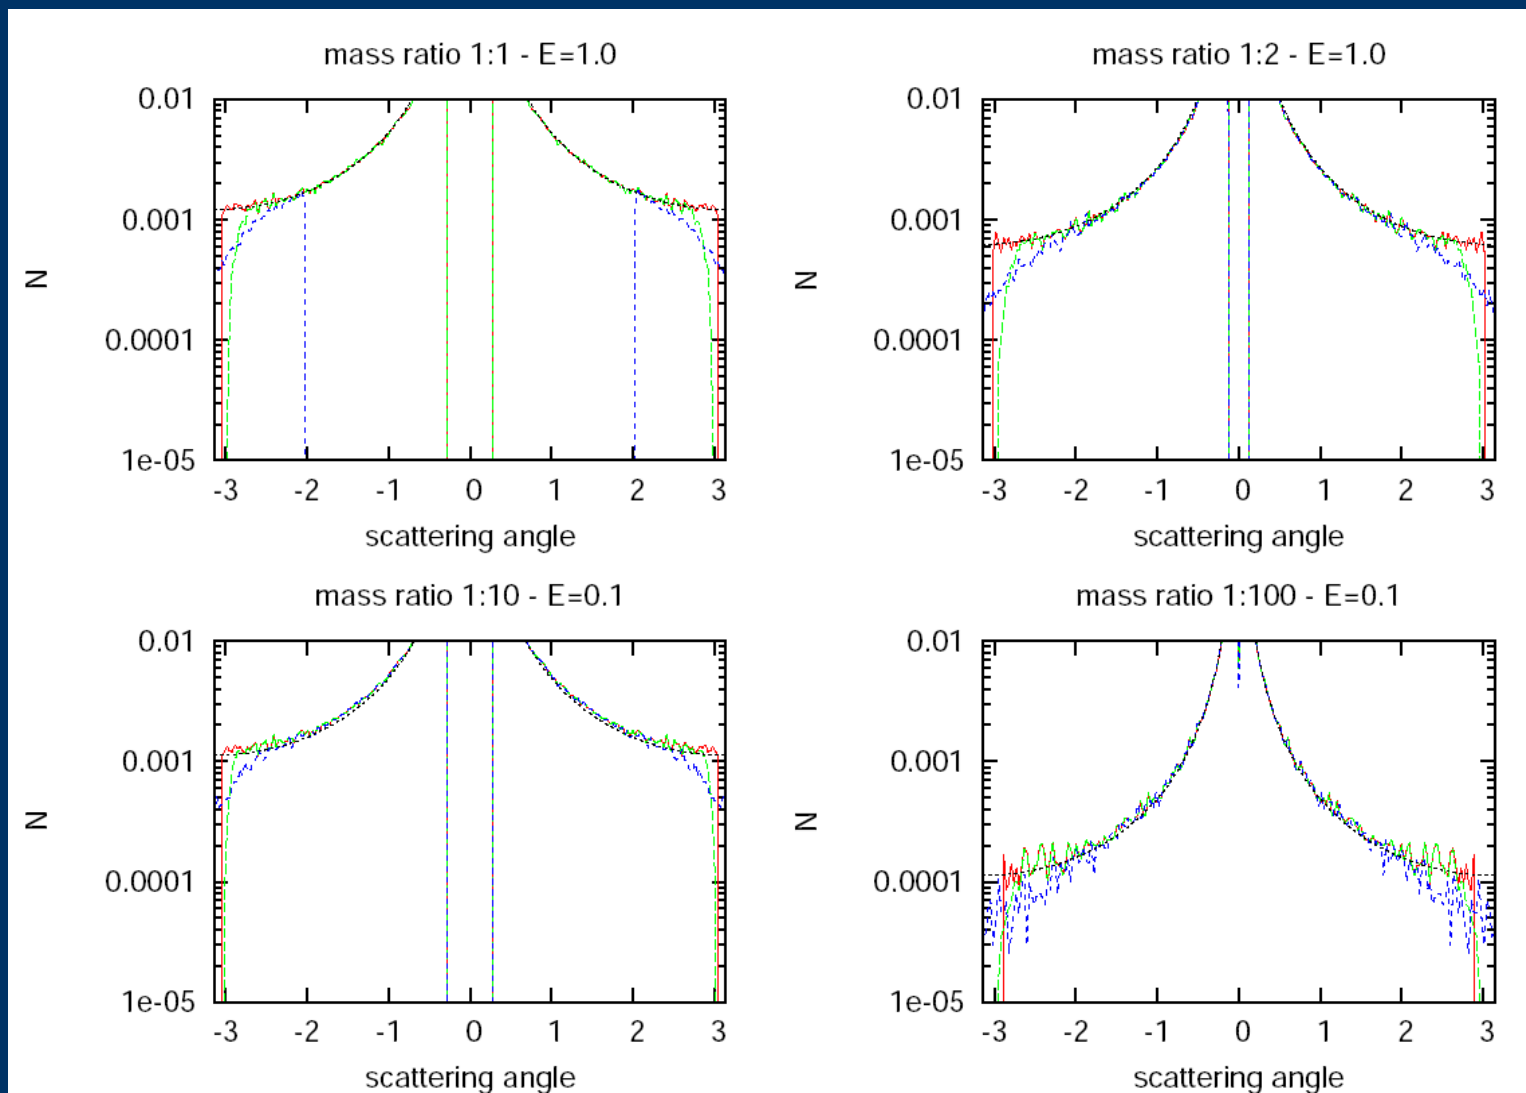 mass ratio 1:1 - E=1.0
0.01
0.001
0.0001
1e-05
N
-3 -2 -1 0 1 2 3
scattering angle
mass ratio 1:2 - E=1.0
0.01
0.001
0.0001
1e-05
N
-3 -2 -1 0 1 2 3
scattering angle
mass ratio 1:10 - E=0.1
0.01
0.001
0.0001
1e-05
N
-3 -2 -1 0 1 2 3
scattering angle
mass ratio 1:100 - E=0.1
0.01
0.001
0.0001
1e-05
N
-3 -2 -1 0 1 2 3
scattering angle